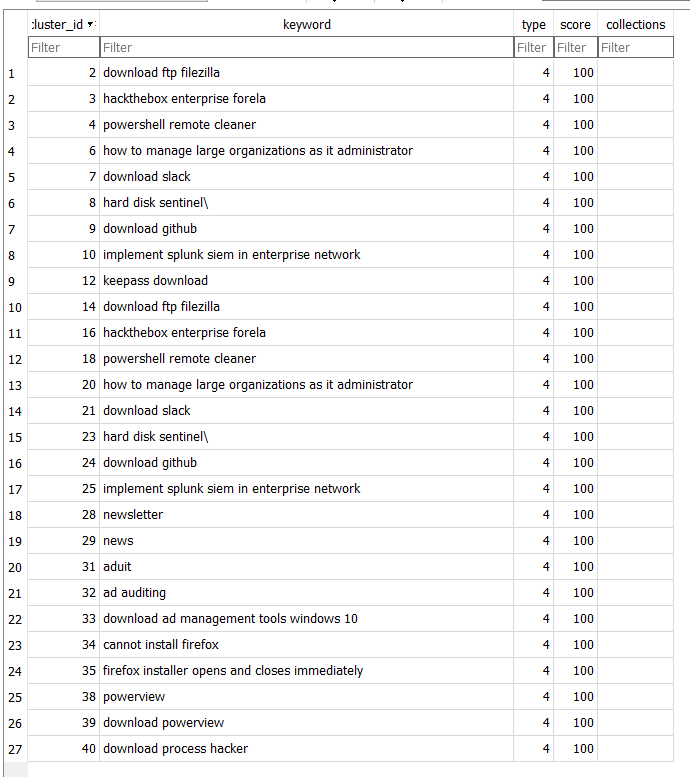 cluster_id keyword type score collections
Filter Filter Filter Filter Filter
1 2 download ftp filezilla 4 100
2 3 hackthebox enterprise forela 4 100
3 4 powershell remote cleaner 4 100
4 6 how to manage large organizations as it administrator 4 100
5 7 download slack 4 100
6 8 hard disk sentinel\ 4 100
7 9 download github 4 100
8 10 implement splunk siem in enterprise network 4 100
9 12 keepass download 4 100
10 14 download ftp filezilla 4 100
11 16 hackthebox enterprise forela 4 100
12 18 powershell remote cleaner 4 100
13 20 how to manage large organizations as it administrator 4 100
14 21 download slack 4 100
15 23 hard disk sentinel\ 4 100
16 24 download github 4 100
17 25 implement splunk siem in enterprise network 4 100
18 28 newsletter 4 100
19 29 news 4 100
20 31 aduit 4 100
21 32 ad auditing 4 100
22 33 download ad management tools windows 10 4 100
23 34 cannot install firefox 4 100
24 35 firefox installer opens and closes immediately 4 100
25 38 powerview 4 100
26 39 download powerview 4 100
27 40 download process hacker 4 100